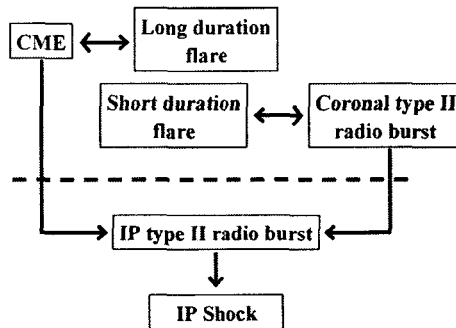 CME
Long duration
flare
Short duration
flare
Coronal type II
radio burst
IP type II radio burst
IP Shock